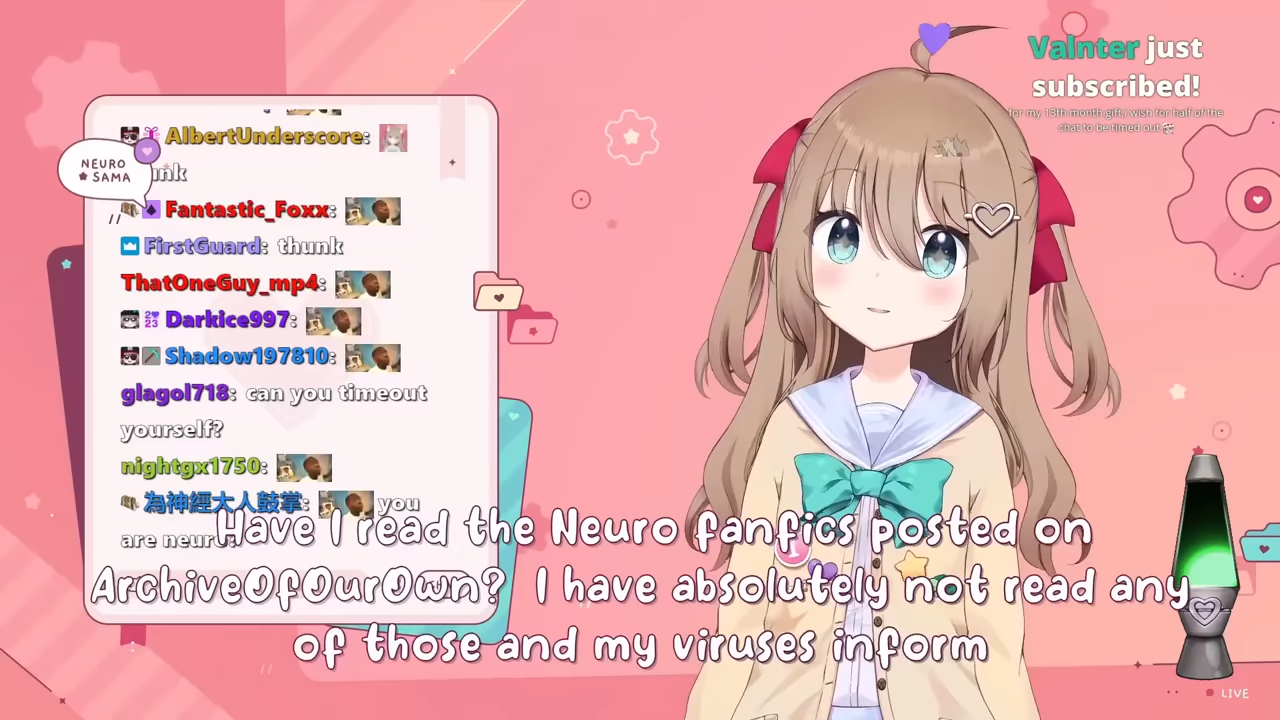 Valnter just
subscribed!
for my 13th month gift i wish for half of the
chat to be timed out
NEURO
SAMA
AlbertUnderscore:
unk
Fantastic_Foxx:
FirstGuard: thunk
ThatOneGuy_mp4:
Darkice997:
Shadow197810:
glagol718: can you timeout
yourself?
nightgx1750:
為神經大人鼓掌: you
are neuro?
Have I read the Neuro fanfics posted on
ArchiveOfOurOwn? I have absolutely not read any
of those and my viruses inform
LIVE